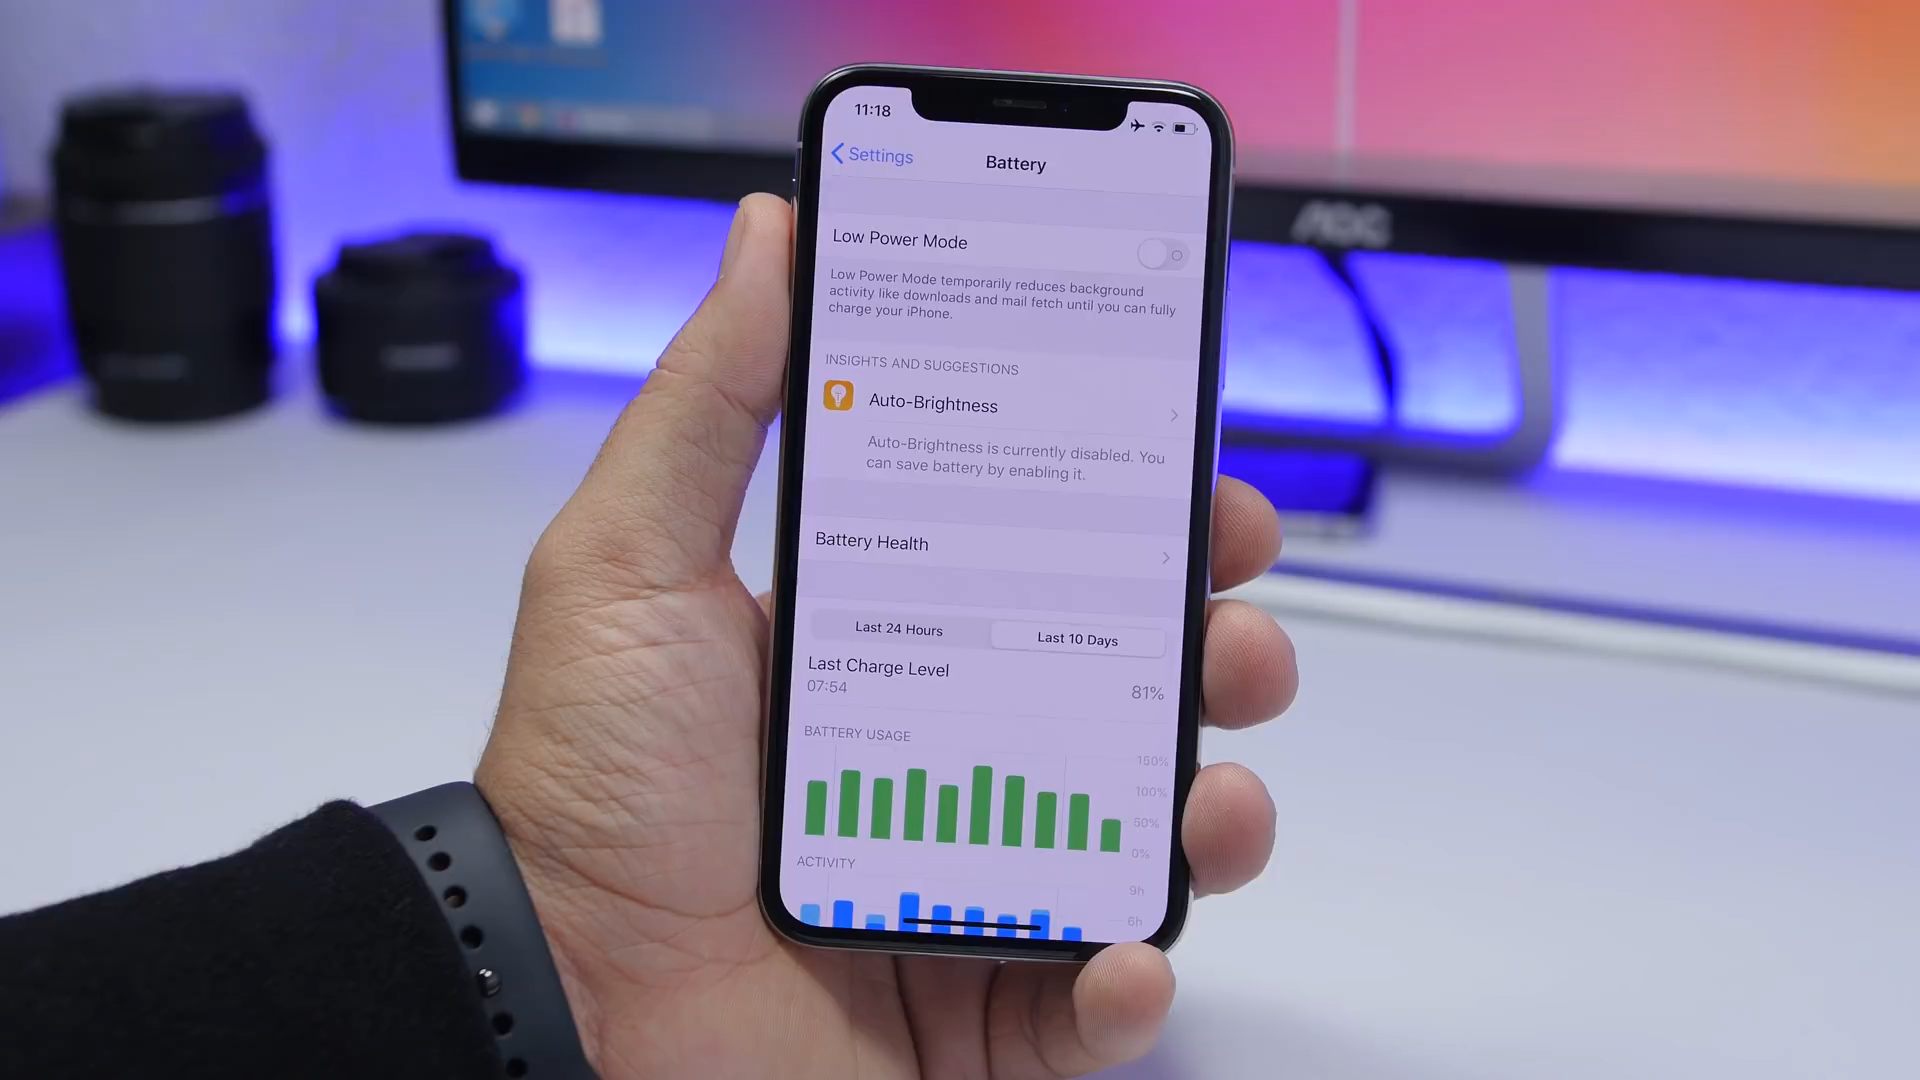 AOC
11:18
Settings
Battery
Low Power Mode
Low Power Mode temporarily reduces background
activity like downloads and mail fetch until you can fully
charge your iPhone.
INSIGHTS AND SUGGESTIONS
Auto-Brightness
Auto-Brightness is currently disabled. You
can save battery by enabling it.
Battery Health
Last 24 Hours
Last 10 Days
Last Charge Level
07:54
81%
BATTERY USAGE
150%
100%
50%
0%
ACTIVITY
9h
6h